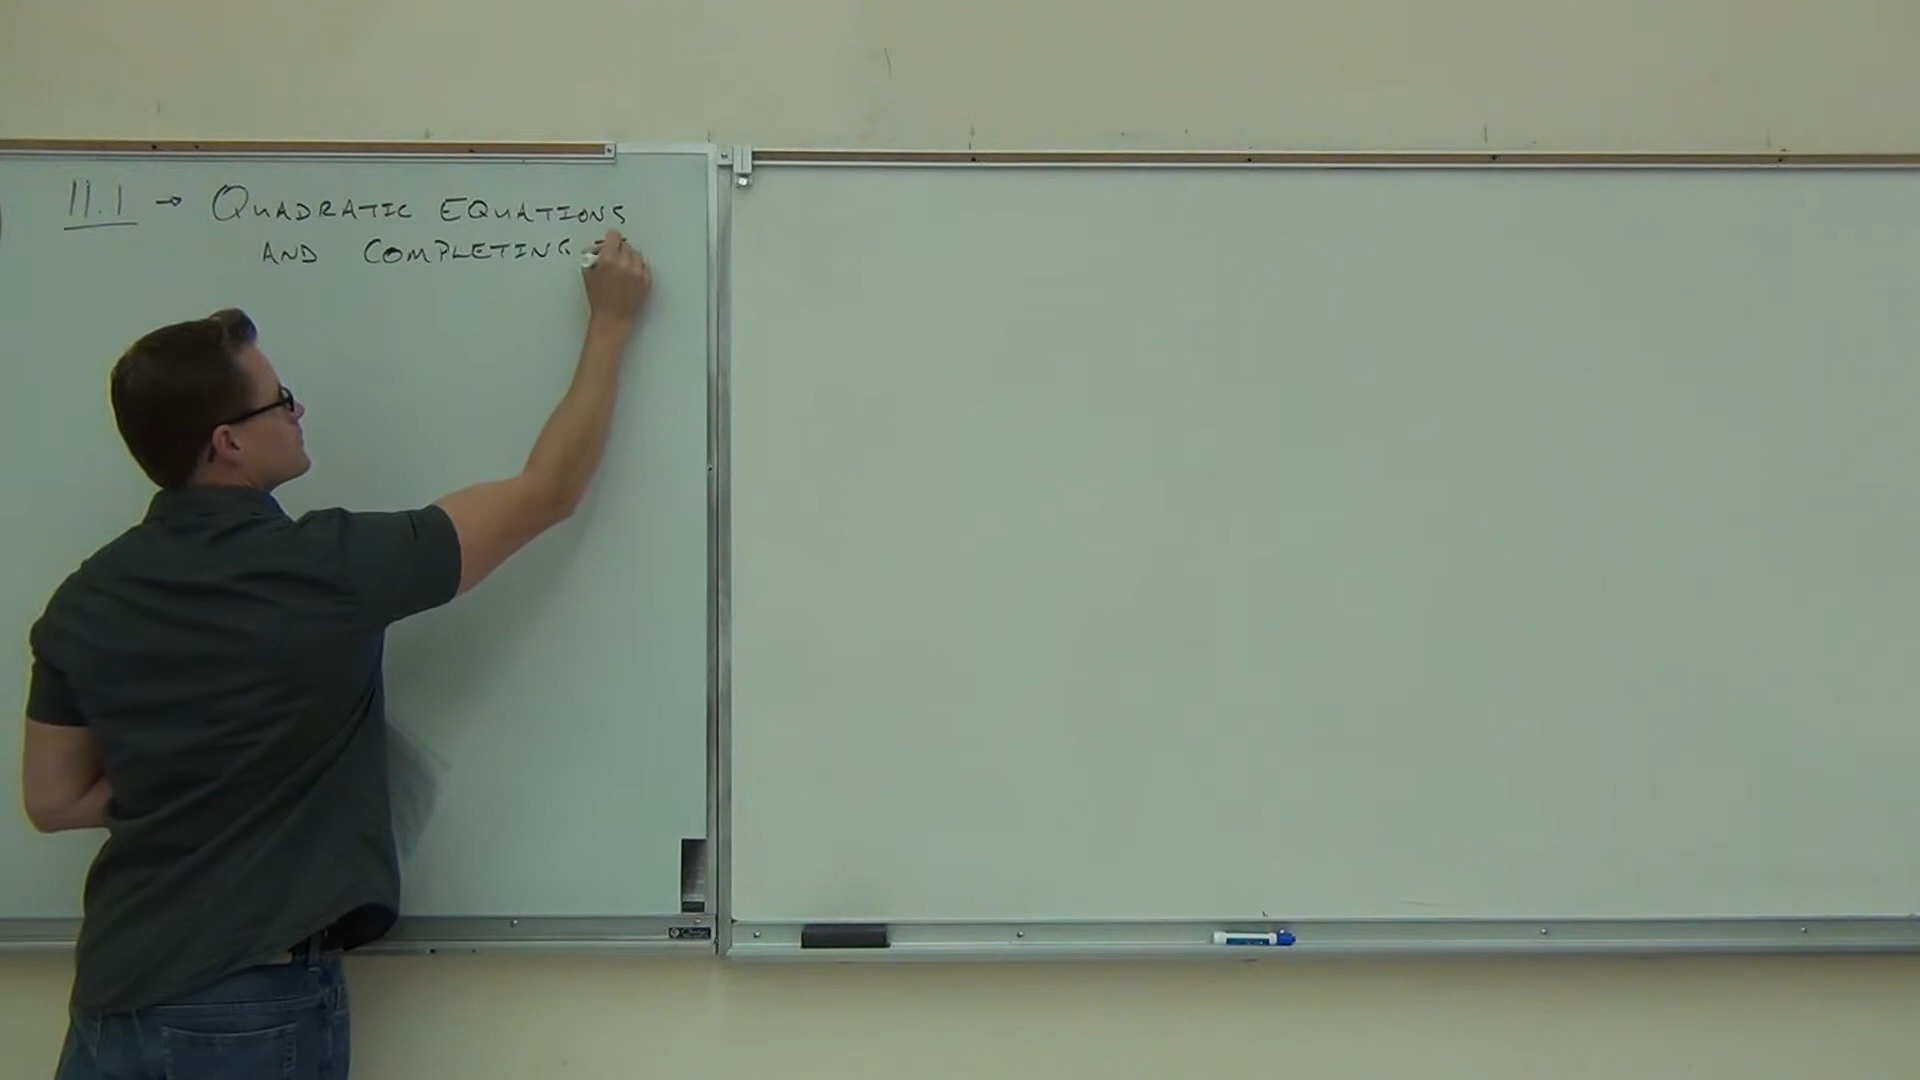 11.1 → QUADRATIC EQUATIONS
AND COMPLETING T